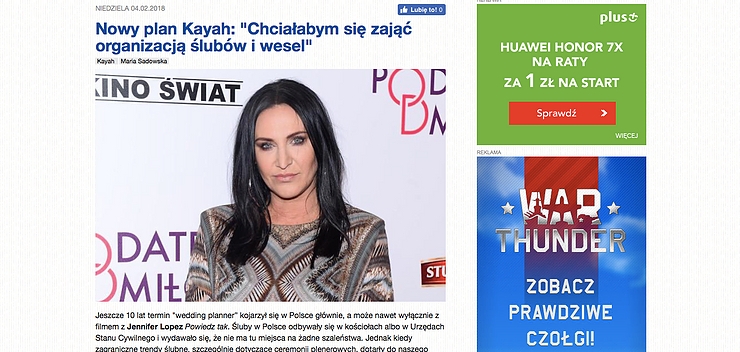 NIEDZIELA 04.02.2018
Lubię to! 0
Nowy plan Kayah: "Chciałabym się zająć
organizacją ślubów i wesel"
Kayah Maria Sadowska
KINO ŚWIAT
PO
D
M
ODATE
MIŁ
STU
Jeszcze 10 lat termin "wedding planner" kojarzył się w Polsce głównie, a może nawet wyłącznie z
filmem z Jennifer Lopez Powiedz tak. Śluby w Polsce odbywały się w kościołach albo w Urzędach
Stanu Cywilnego i wydawało się, że nie ma tu miejsca na żadne szaleństwa. Jednak kiedy
zagraniczne trendy ślubne, szczególnie dotyczące ceremonii plenerowych, dotarły do naszego
plus
HUAWEI HONOR 7X
NA RATY
ZA 1 ZŁ NA START
Sprawdź
WIĘCEJ
REKLAMA
WAR
THUNDER
ZOBACZ
PRAWDZIWE
CZOŁGI!